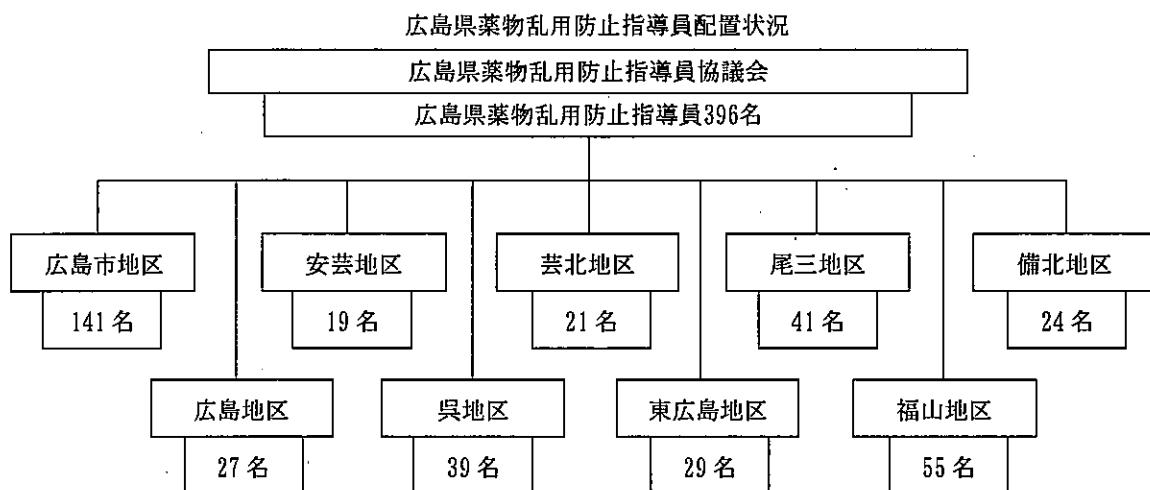 広島県薬物乱用防止指導員配置状況
広島県薬物乱用防止指導員協議会
広島県薬物乱用防止指導員396名
広島市地区
141名
安芸地区
19名
芸北地区
21名
尾三地区
41名
備北地区
24名
広島地区
27名
呉地区
39名
東広島地区
29名
福山地区
55名